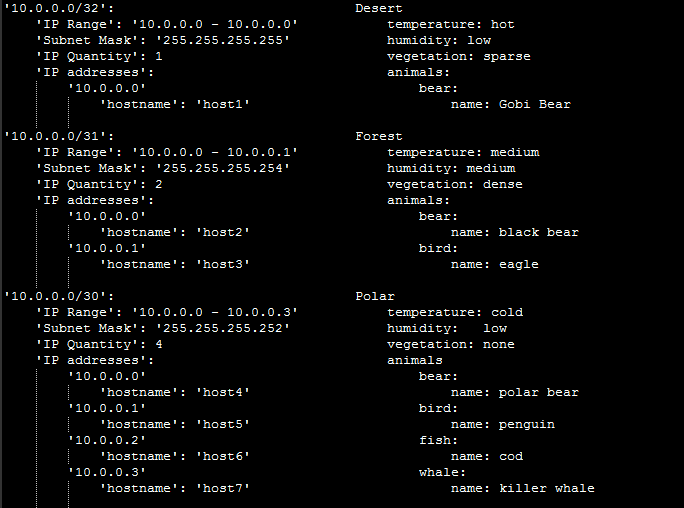 '10.0.0.0/32': Desert
'IP Range': '10.0.0.0 - 10.0.0.0' temperature: hot
'Subnet Mask': '255.255.255.255' humidity: low
'IP Quantity': 1 vegetation: sparse
'IP addresses': animals:
'10.0.0.0' bear:
'hostname': 'host1' name: Gobi Bear
'10.0.0.0/31': Forest
'IP Range': '10.0.0.0 - 10.0.0.1' temperature: medium
'Subnet Mask': '255.255.255.254' humidity: medium
'IP Quantity': 2 vegetation: dense
'IP addresses': animals:
'10.0.0.0' bear:
'hostname': 'host2' name: black bear
'10.0.0.1' bird:
'hostname': 'host3' name: eagle
'10.0.0.0/30': Polar
'IP Range': '10.0.0.0 - 10.0.0.3' temperature: cold
'Subnet Mask': '255.255.255.252' humidity: low
'IP Quantity': 4 vegetation: none
'IP addresses': animals
'10.0.0.0' bear:
'hostname': 'host4' name: polar bear
'10.0.0.1' bird:
'hostname': 'host5' name: penguin
'10.0.0.2' fish:
'hostname': 'host6' name: cod
'10.0.0.3' whale:
'hostname': 'host7' name: killer whale